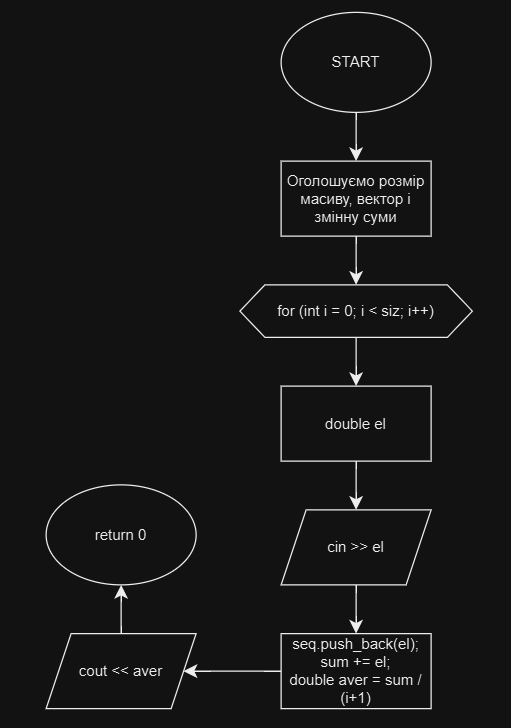 START
Оголошуємо розмір
масиву, вектор і
змінну суми
for (int i = 0; i < siz; i++)
double el
cin >> el
seq.push_back(el);
sum += el;
double aver = sum /
(i+1)
cout << aver
return 0